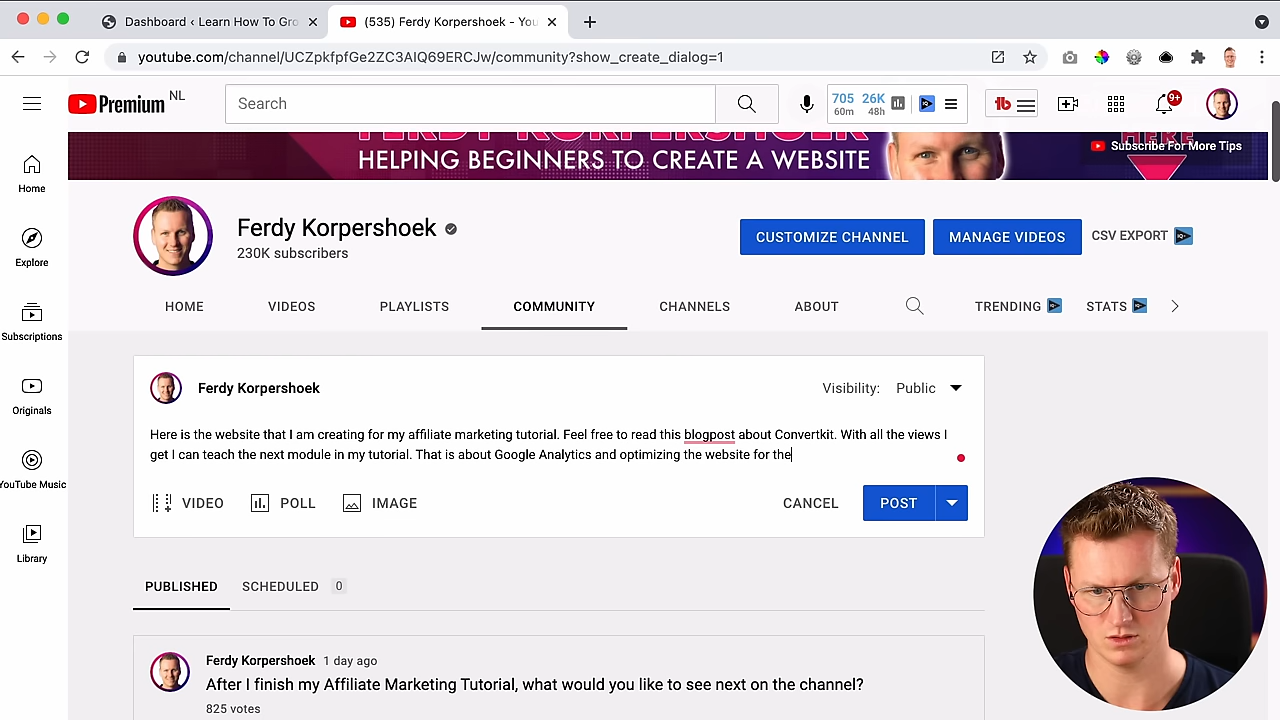 Dashboard ‹ Learn How To Gro
(535) Ferdy Korpershoek - You
youtube.com/channel/UCZpkfpfGe2ZC3AIQ69ERCJw/community?show_create_dialog=1
Premium NL
Search
705 26K
60m 48h
9+
FERDY KORPERSHOEK
HELPING BEGINNERS TO CREATE A WEBSITE
HERE
Subscribe For More Tips
Home
Explore
Subscriptions
Originals
YouTube Music
Library
Ferdy Korpershoek
230K subscribers
CUSTOMIZE CHANNEL
MANAGE VIDEOS
CSV EXPORT
HOME VIDEOS PLAYLISTS COMMUNITY CHANNELS ABOUT TRENDING STATS
Ferdy Korpershoek
Visibility: Public
Here is the website that I am creating for my affiliate marketing tutorial. Feel free to read this blogpost about Convertkit. With all the views I
get I can teach the next module in my tutorial. That is about Google Analytics and optimizing the website for the
VIDEO POLL IMAGE CANCEL POST
PUBLISHED SCHEDULED 0
Ferdy Korpershoek 1 day ago
After I finish my Affiliate Marketing Tutorial, what would you like to see next on the channel?
825 votes